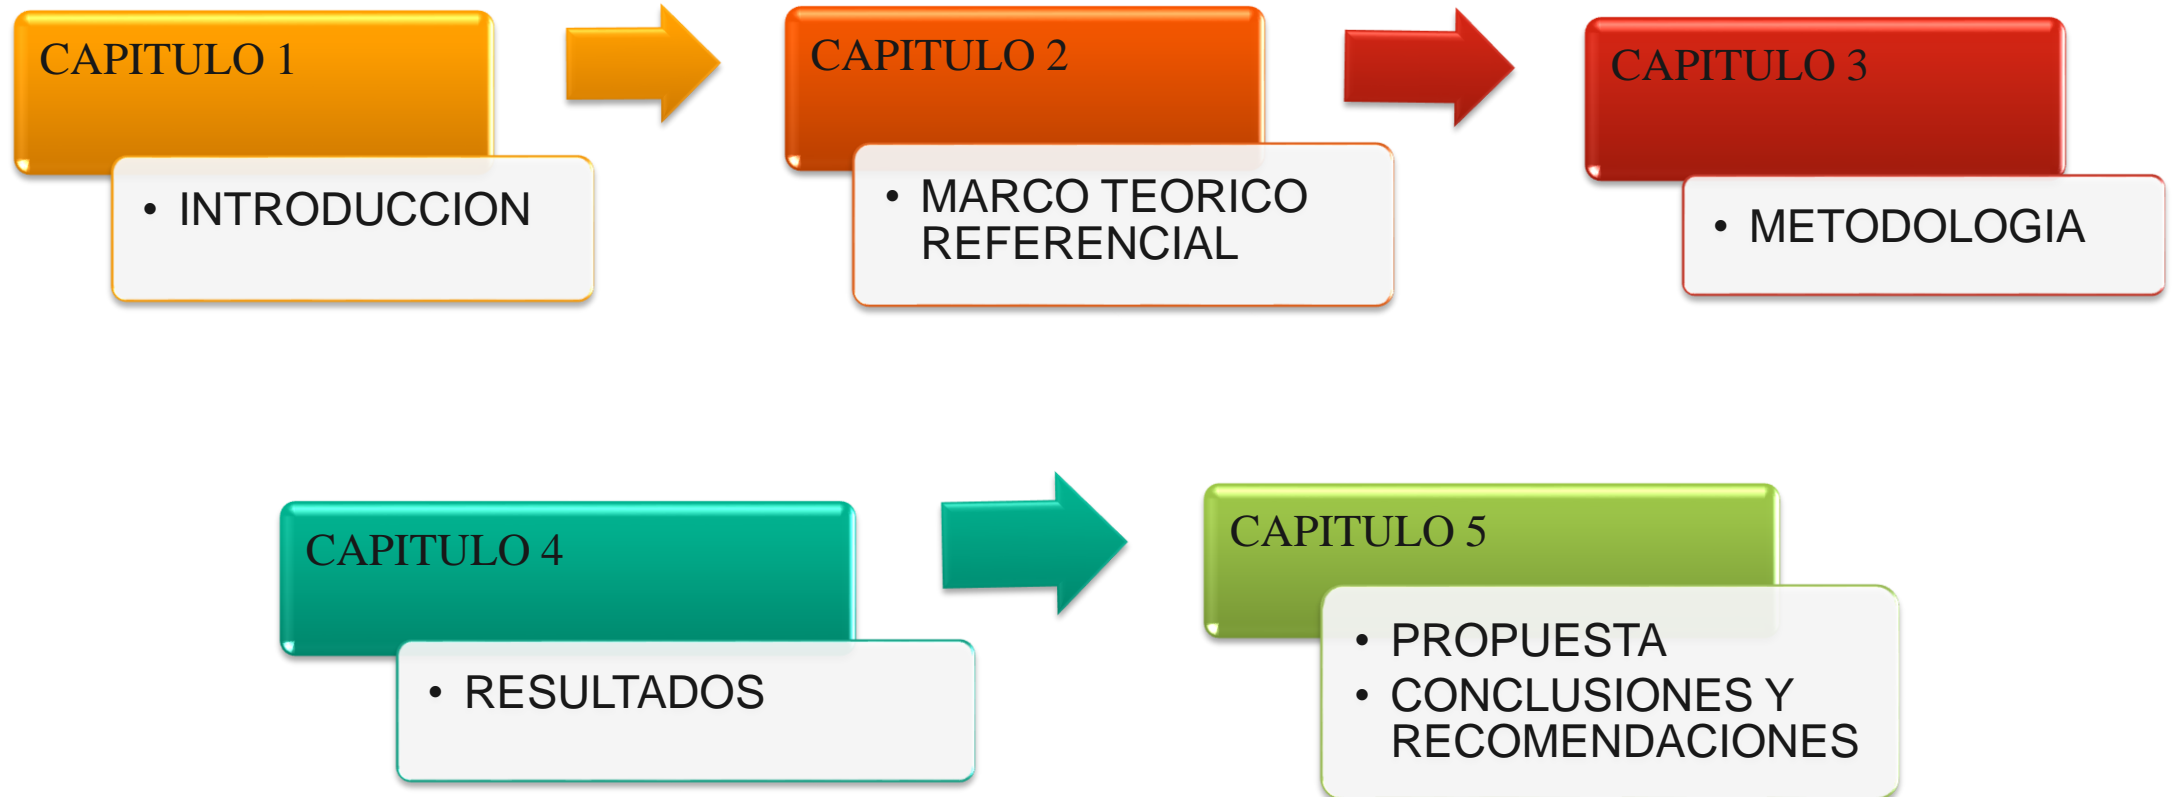 CAPITULO 1
• INTRODUCCION
CAPITULO 2
• MARCO TEORICO
REFERENCIAL
CAPITULO 3
• METODOLOGIA
CAPITULO 4
• RESULTADOS
CAPITULO 5
• PROPUESTA
• CONCLUSIONES Y
RECOMENDACIONES